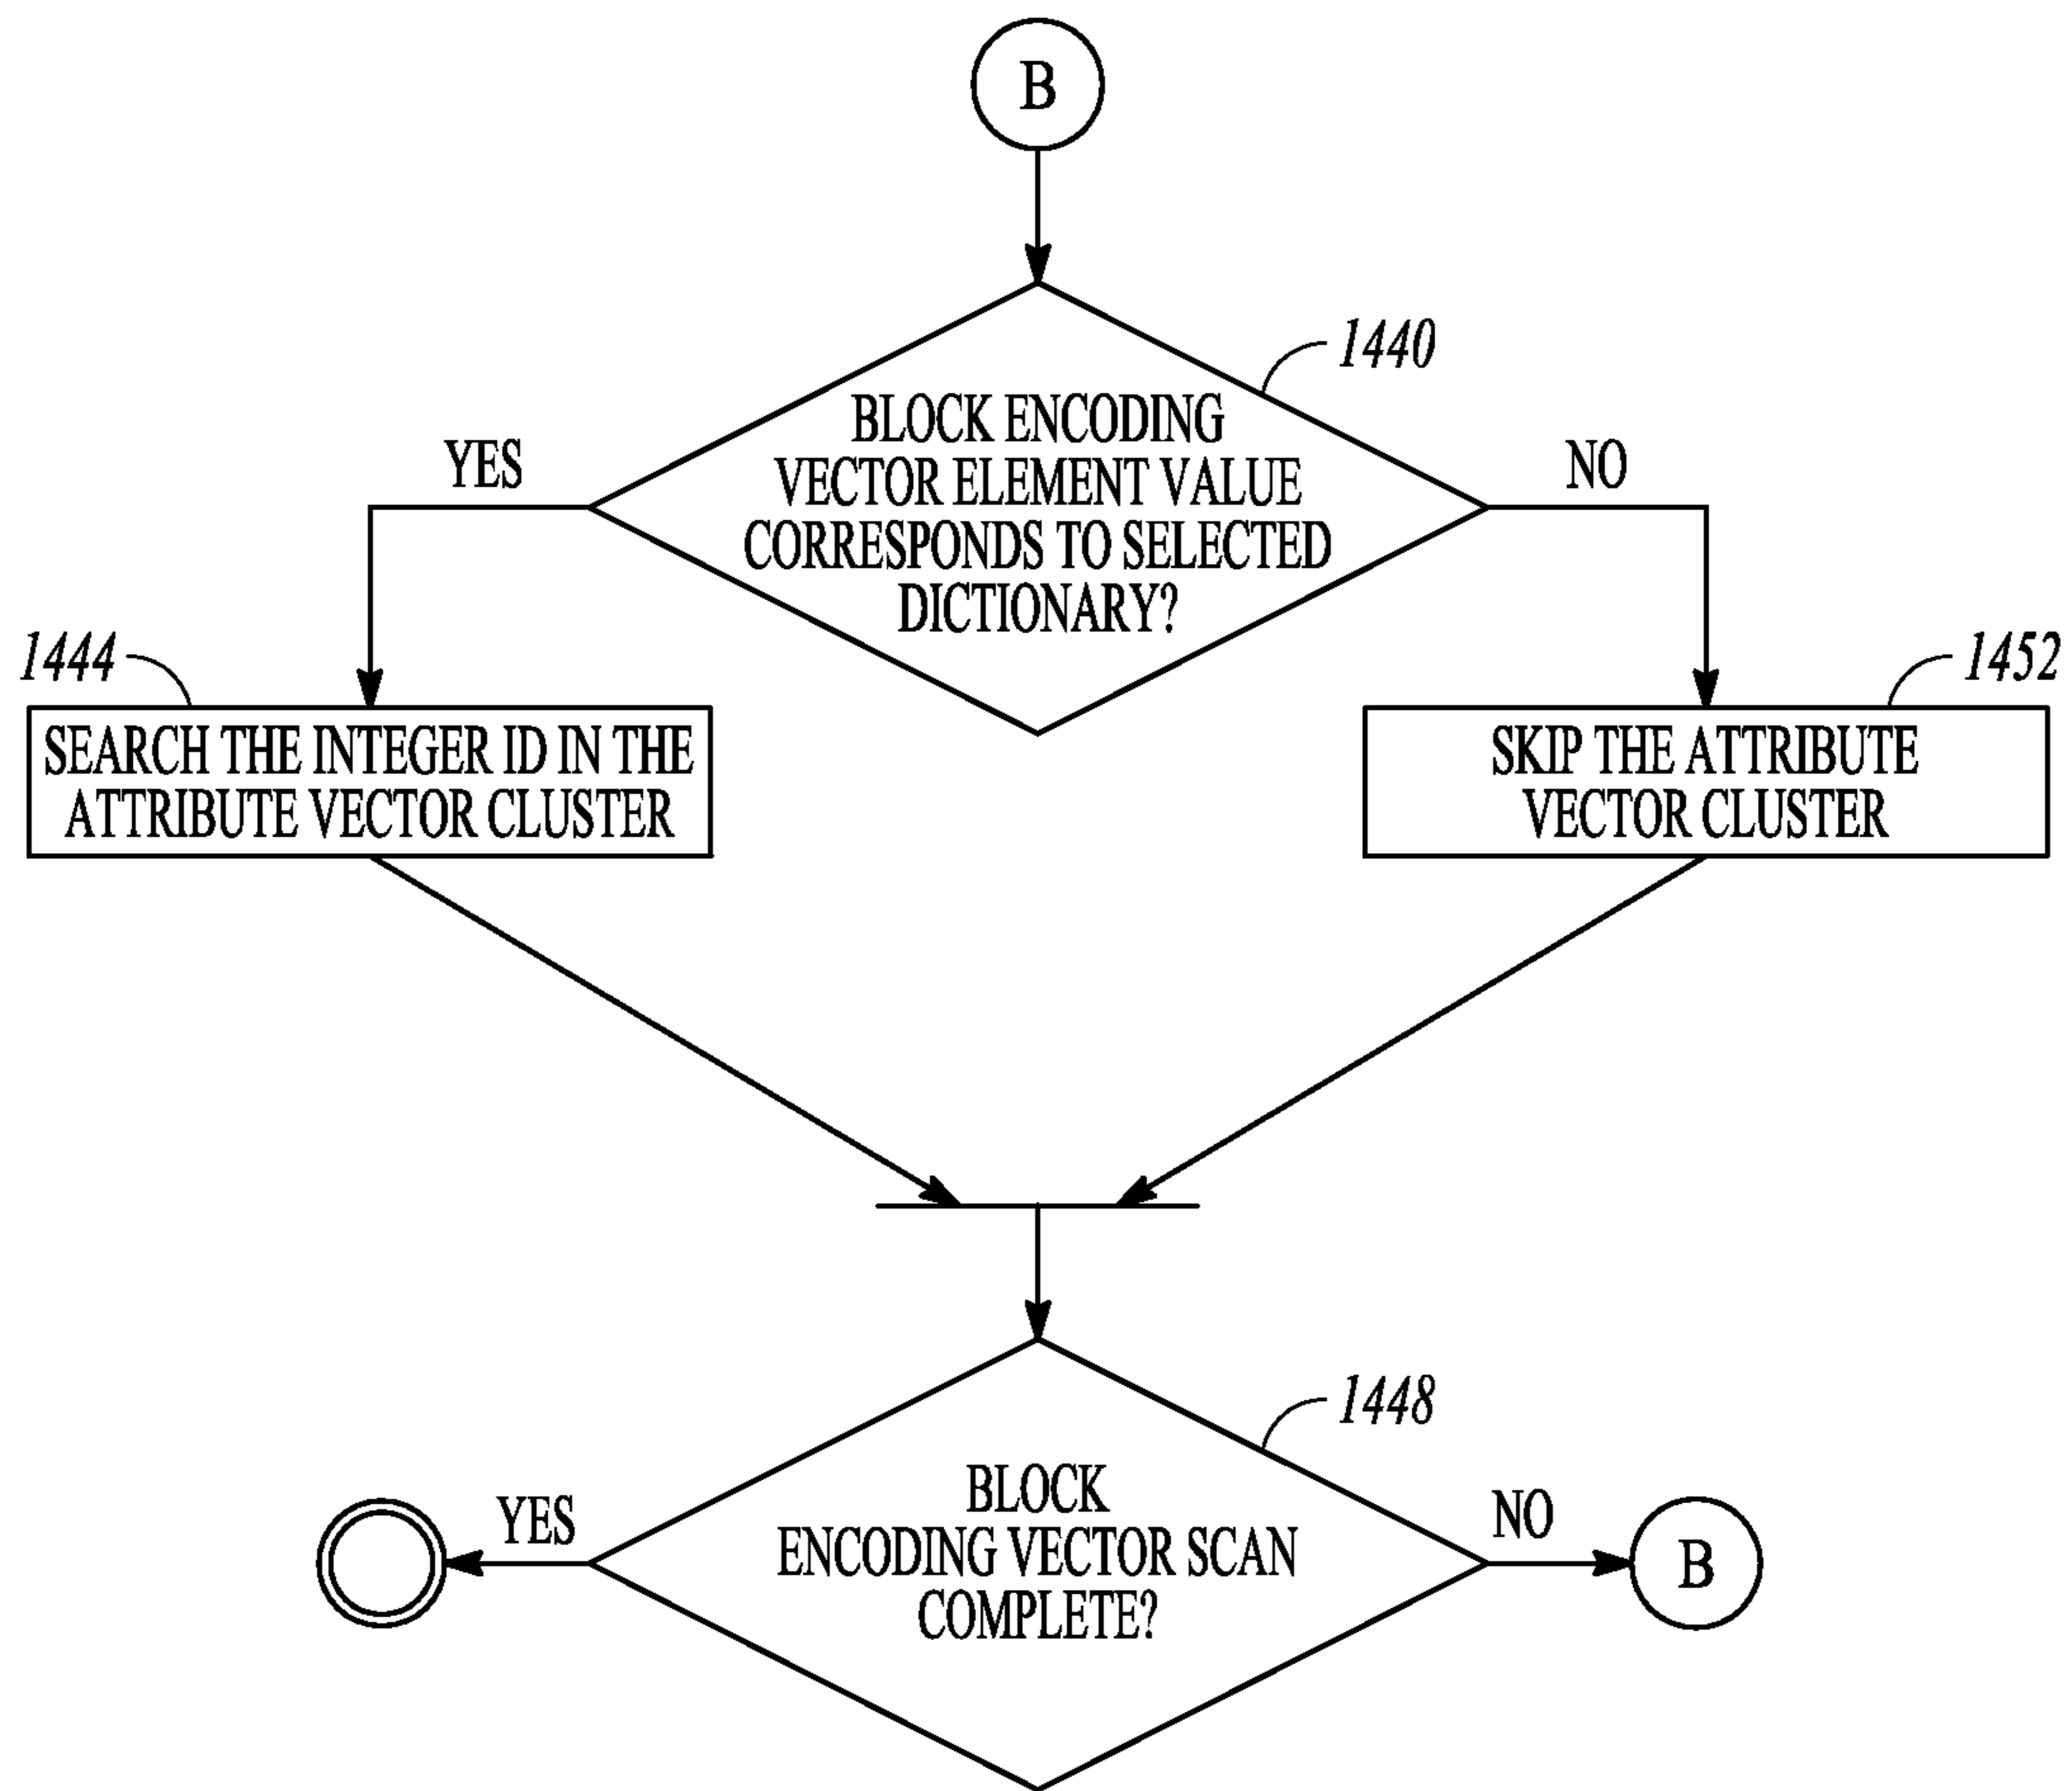 B
1440
BLOCK ENCODING
VECTOR ELEMENT VALUE
CORRESPONDS TO SELECTED
DICTIONARY?
YES
NO
1444
SEARCH THE INTEGER ID IN THE
ATTRIBUTE VECTOR CLUSTER
1452
SKIP THE ATTRIBUTE
VECTOR CLUSTER
1448
BLOCK
ENCODING VECTOR SCAN
COMPLETE?
YES
NO
B